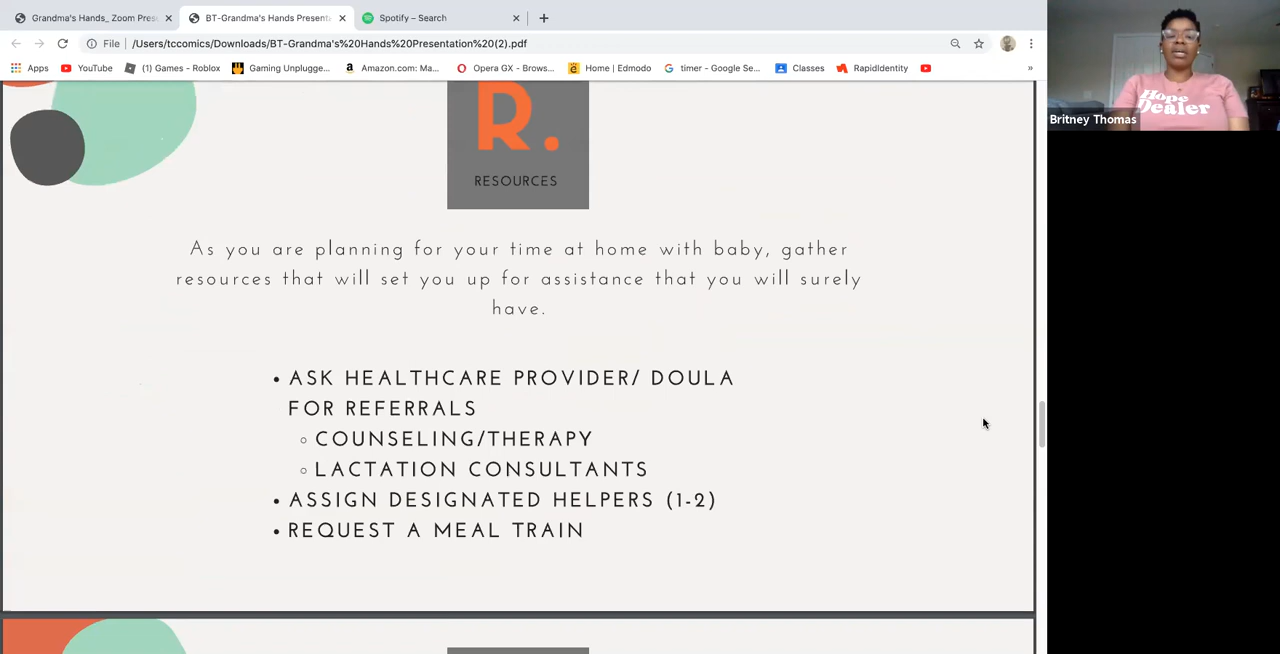 Grandma's Hands_ Zoom Pres
BT-Grandma's Hands Present
Spotify – Search
File
/Users/tccomics/Downloads/BT-Grandma's%20Hands%20Presentation%20(2).pdf
Apps
YouTube
(1) Games - Roblox
Gaming Unplugge...
Amazon.com: Ma...
Opera GX - Brows...
Home | Edmodo
timer - Google Se...
Classes
RapidIdentity
»
Hope
Dealer
Britney Thomas
R.
RESOURCES
As you are planning for your time at home with baby, gather
resources that will set you up for assistance that you will surely
have.
• ASK HEALTHCARE PROVIDER/ DOULA
FOR REFERRALS
◦ COUNSELING/THERAPY
◦ LACTATION CONSULTANTS
• ASSIGN DESIGNATED HELPERS (1-2)
• REQUEST A MEAL TRAIN